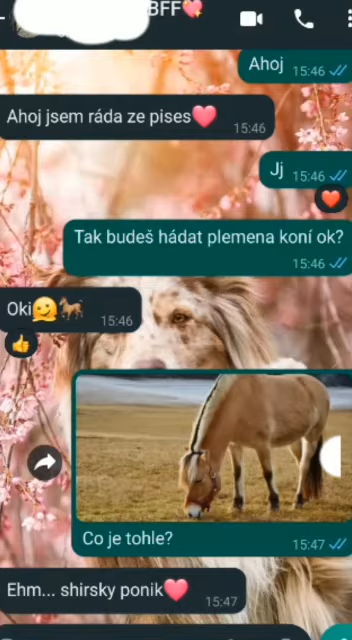 BFF💖
Ahoj 15:46
Ahoj jsem ráda ze pises❤️ 15:46
Jj 15:46
Tak budeš hádat plemena koní ok? 15:46
Oki🫠🐎 15:46
Co je tohle? 15:47
Ehm... shirsky ponik❤️ 15:47